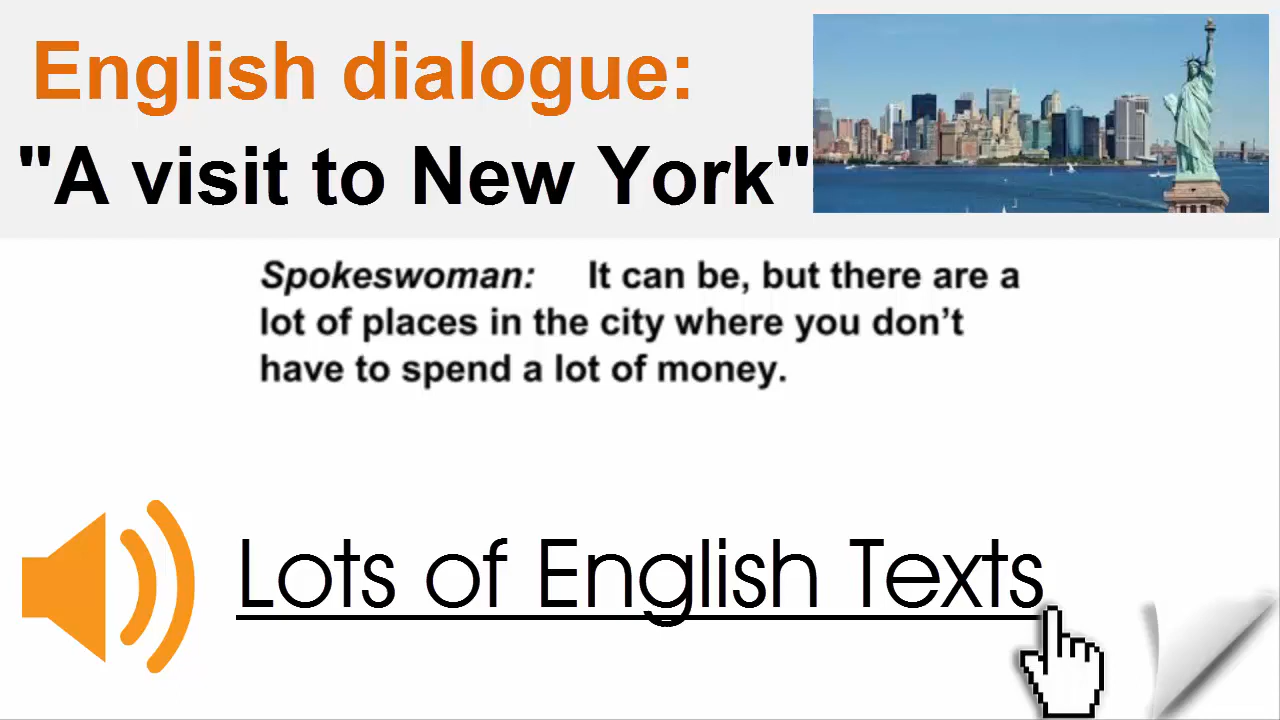 English dialogue:
"A visit to New York"
Spokeswoman: It can be, but there are a
lot of places in the city where you don’t
have to spend a lot of money.
Lots of English Texts